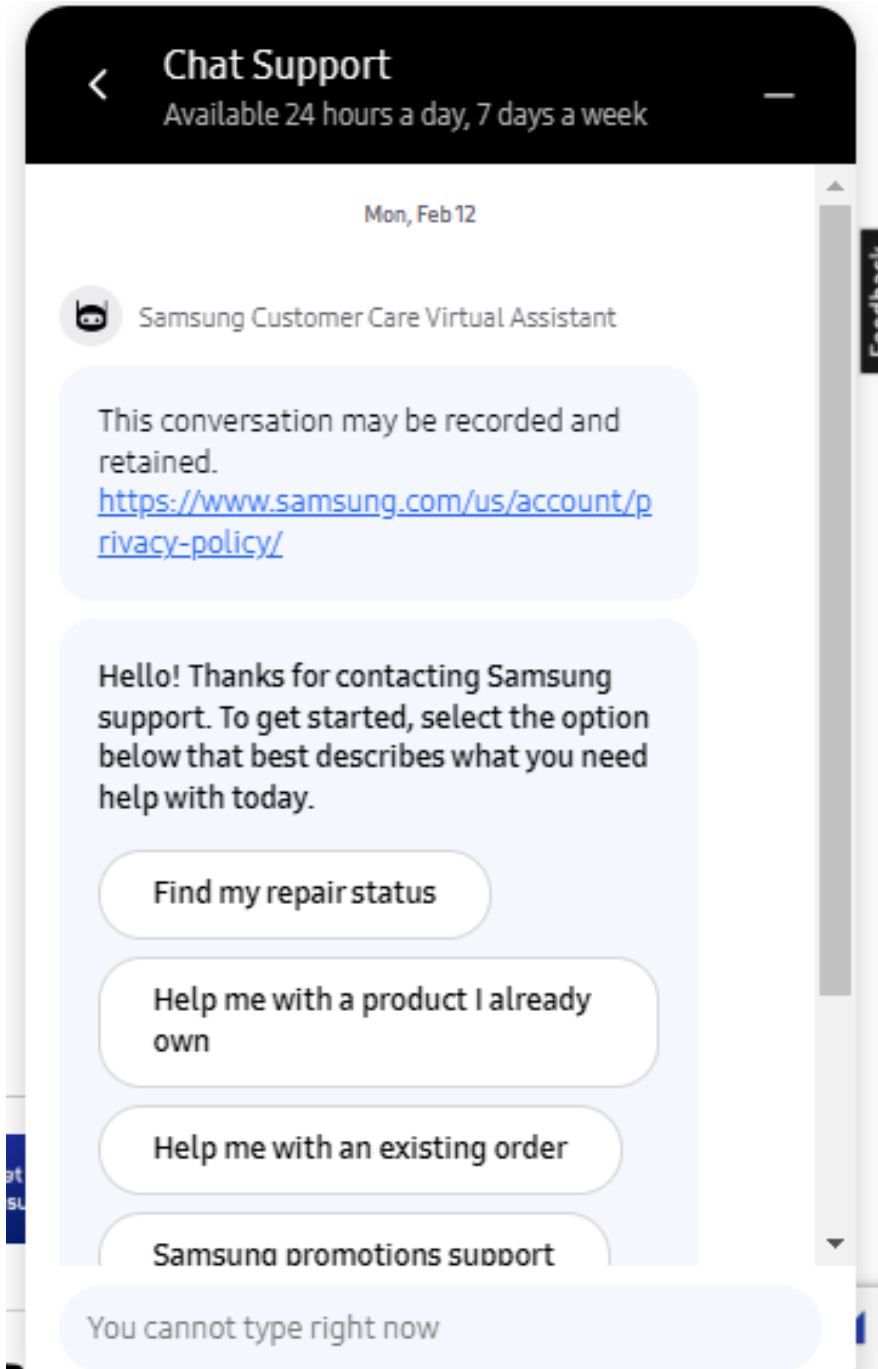 Chat Support
Available 24 hours a day, 7 days a week
Mon, Feb 12
Feedback
Samsung Customer Care Virtual Assistant
This conversation may be recorded and
retained.
https://www.samsung.com/us/account/p
rivacy-policy/
Hello! Thanks for contacting Samsung
support. To get started, select the option
below that best describes what you need
help with today.
Find my repair status
Help me with a product I already
own
Help me with an existing order
Samsung promotions support
You cannot type right now